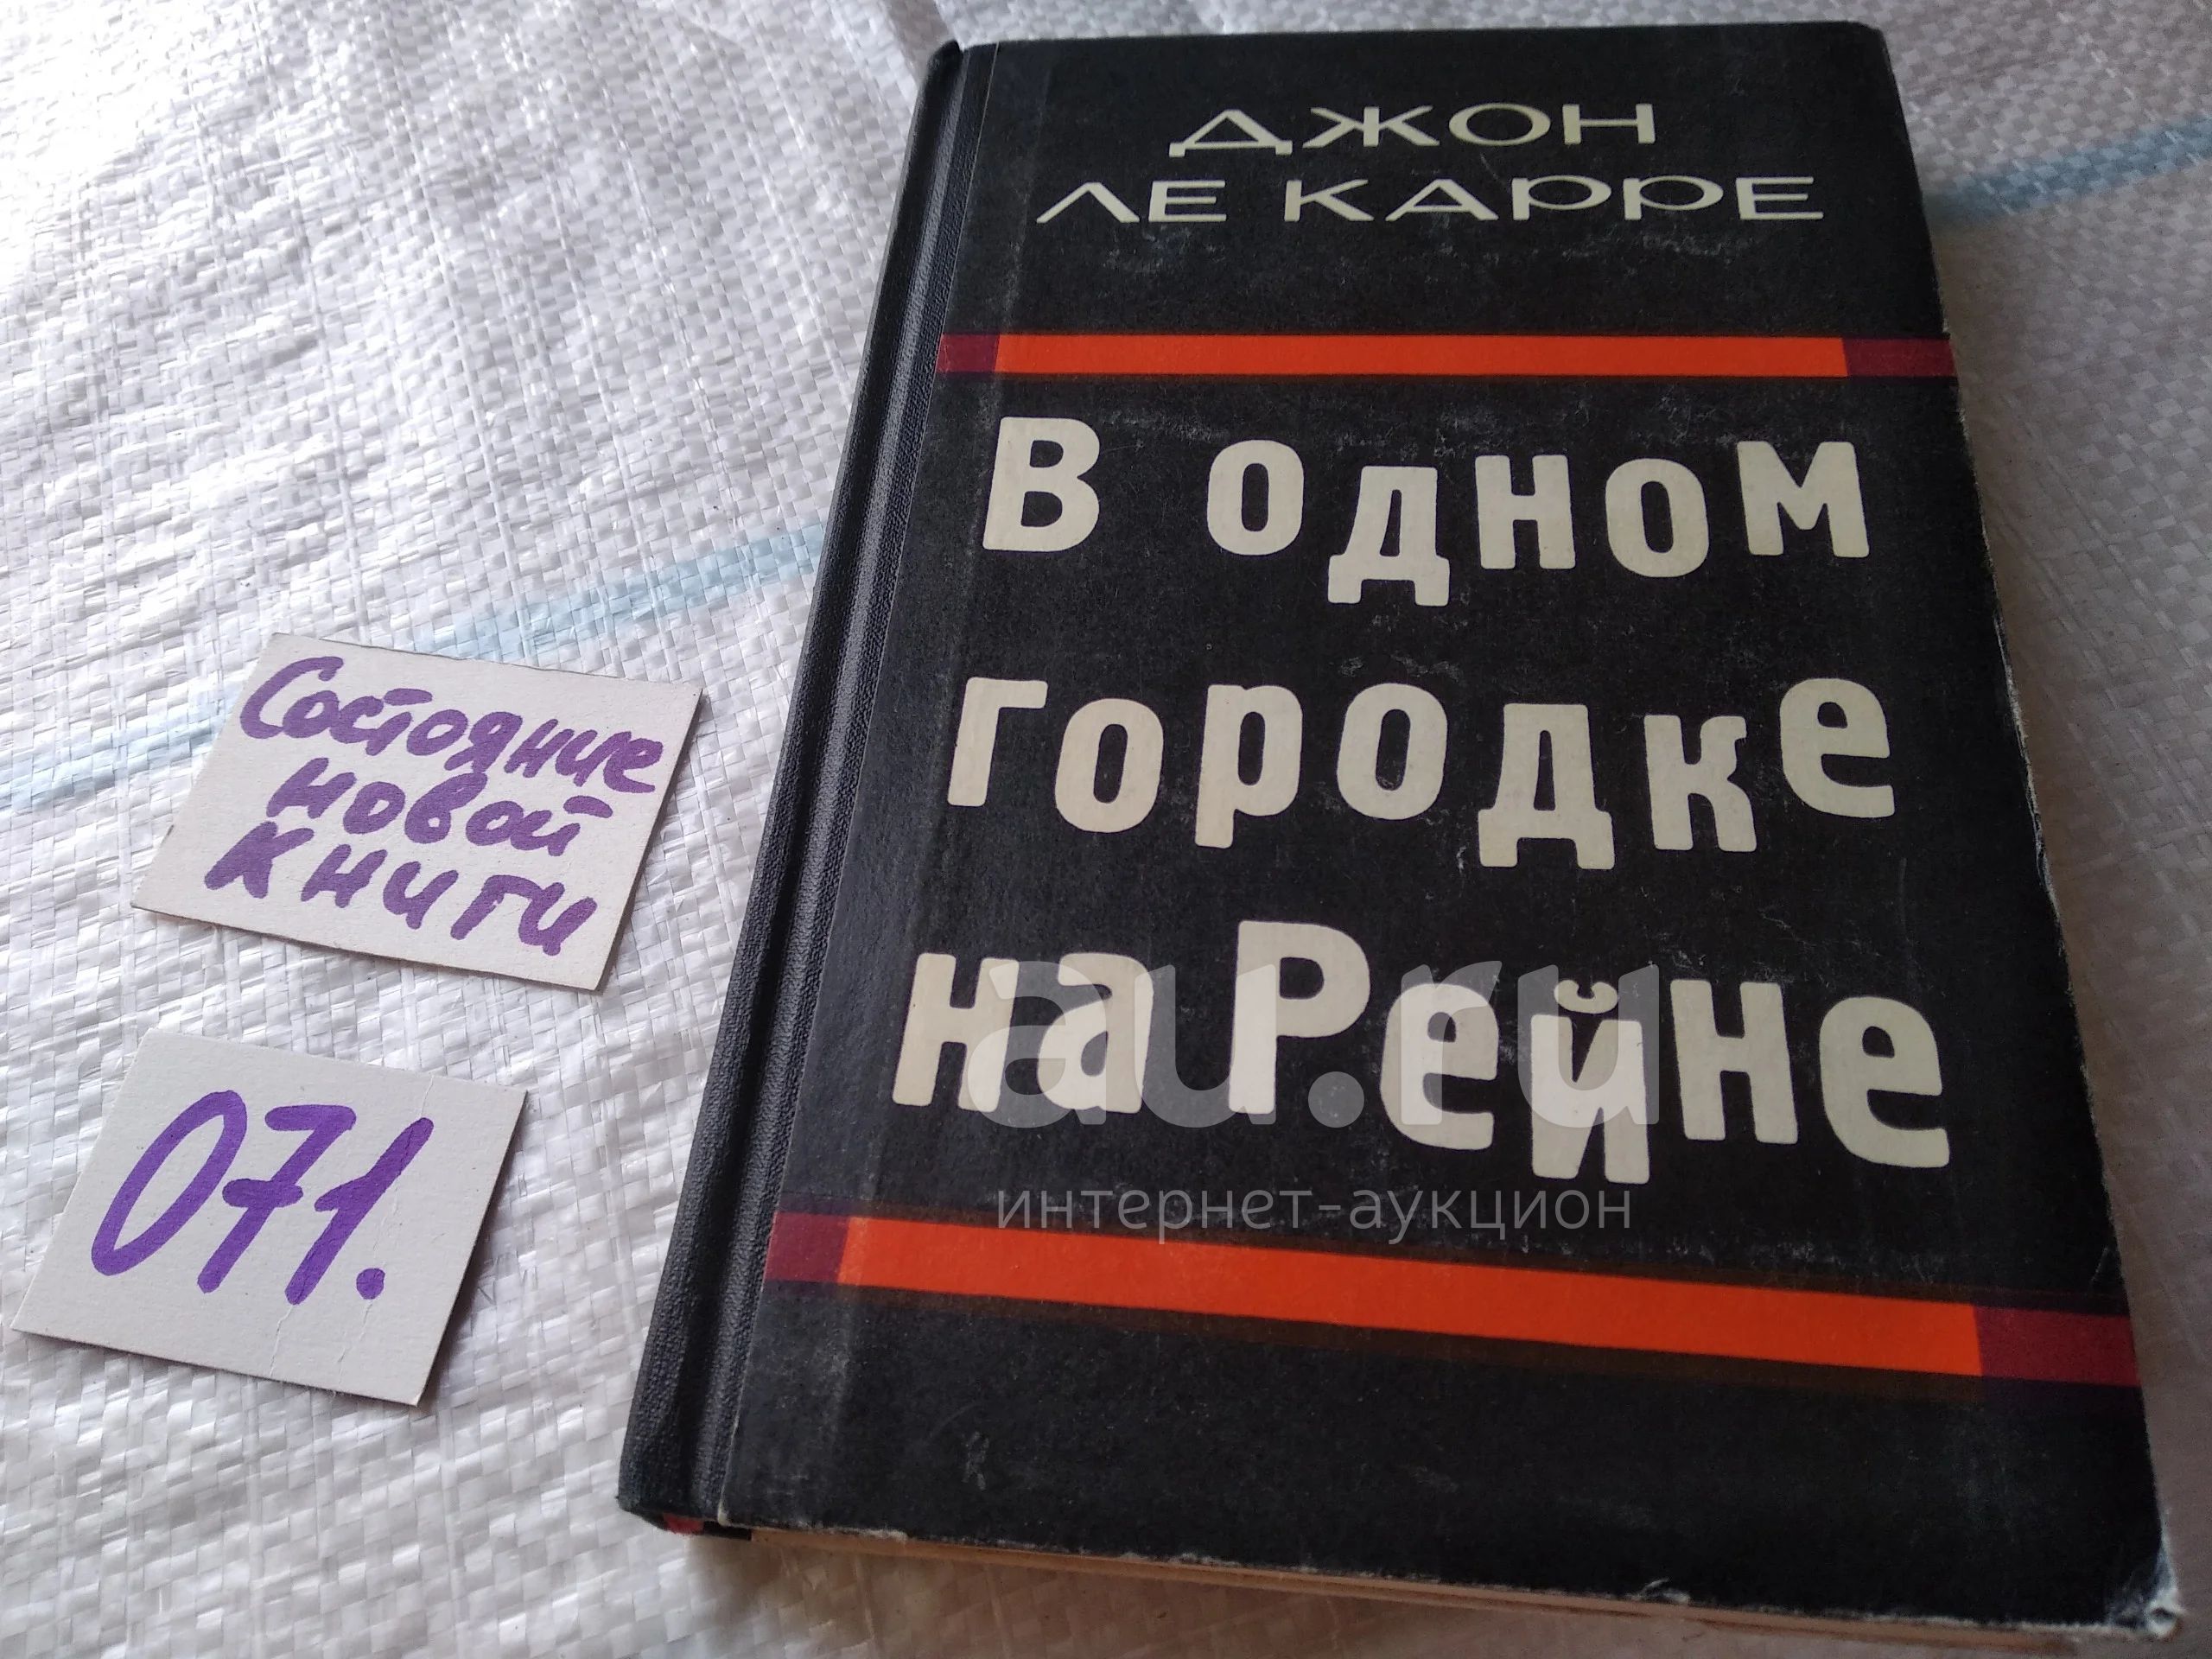 ДЖОН
ЛЕ КАРРЕ
В одном
городке
на Рейне
Состояние
новой
книги
071.
au.ru
интернет-аукцион